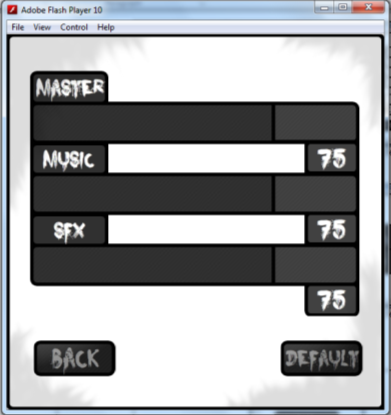 Adobe Flash Player 10
File View Control Help
MASTER
MUSIC 75
SFX 75
75
BACK DEFAULT